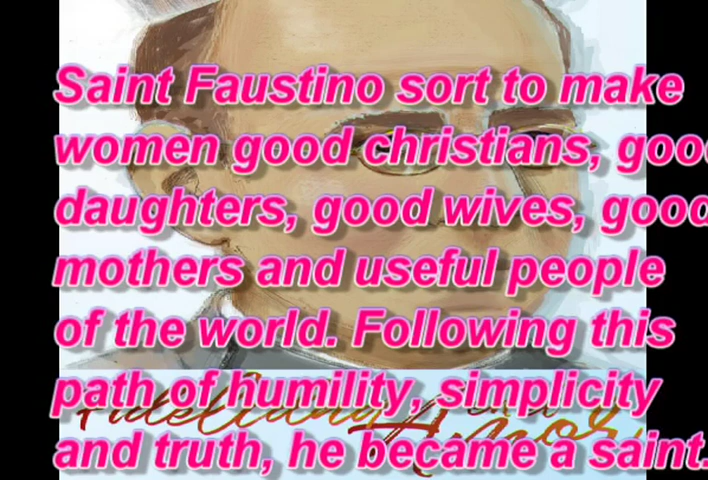 Saint Faustino sort to make
women good christians, good
daughters, good wives, good
mothers and useful people
of the world. Following this
path of humility, simplicity
and truth, he became a saint.